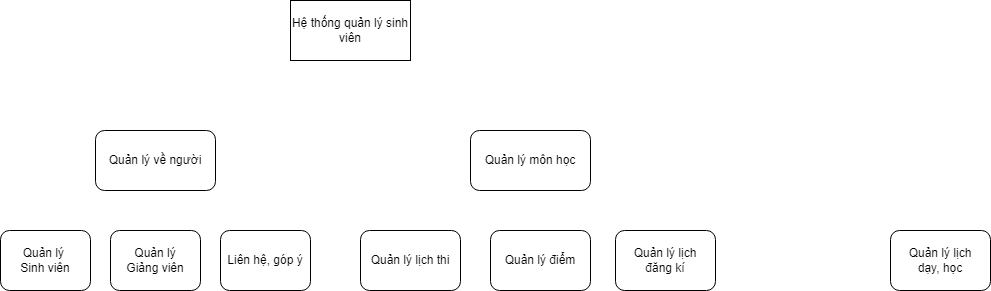 Hệ thống quản lý sinh
viên
Quản lý về người
Quản lý môn học
Quản lý
Sinh viên
Quản lý
Giảng viên
Liên hệ, góp ý
Quản lý lịch thi
Quản lý điểm
Quản lý lịch
đăng kí
Quản lý lịch
dạy, học